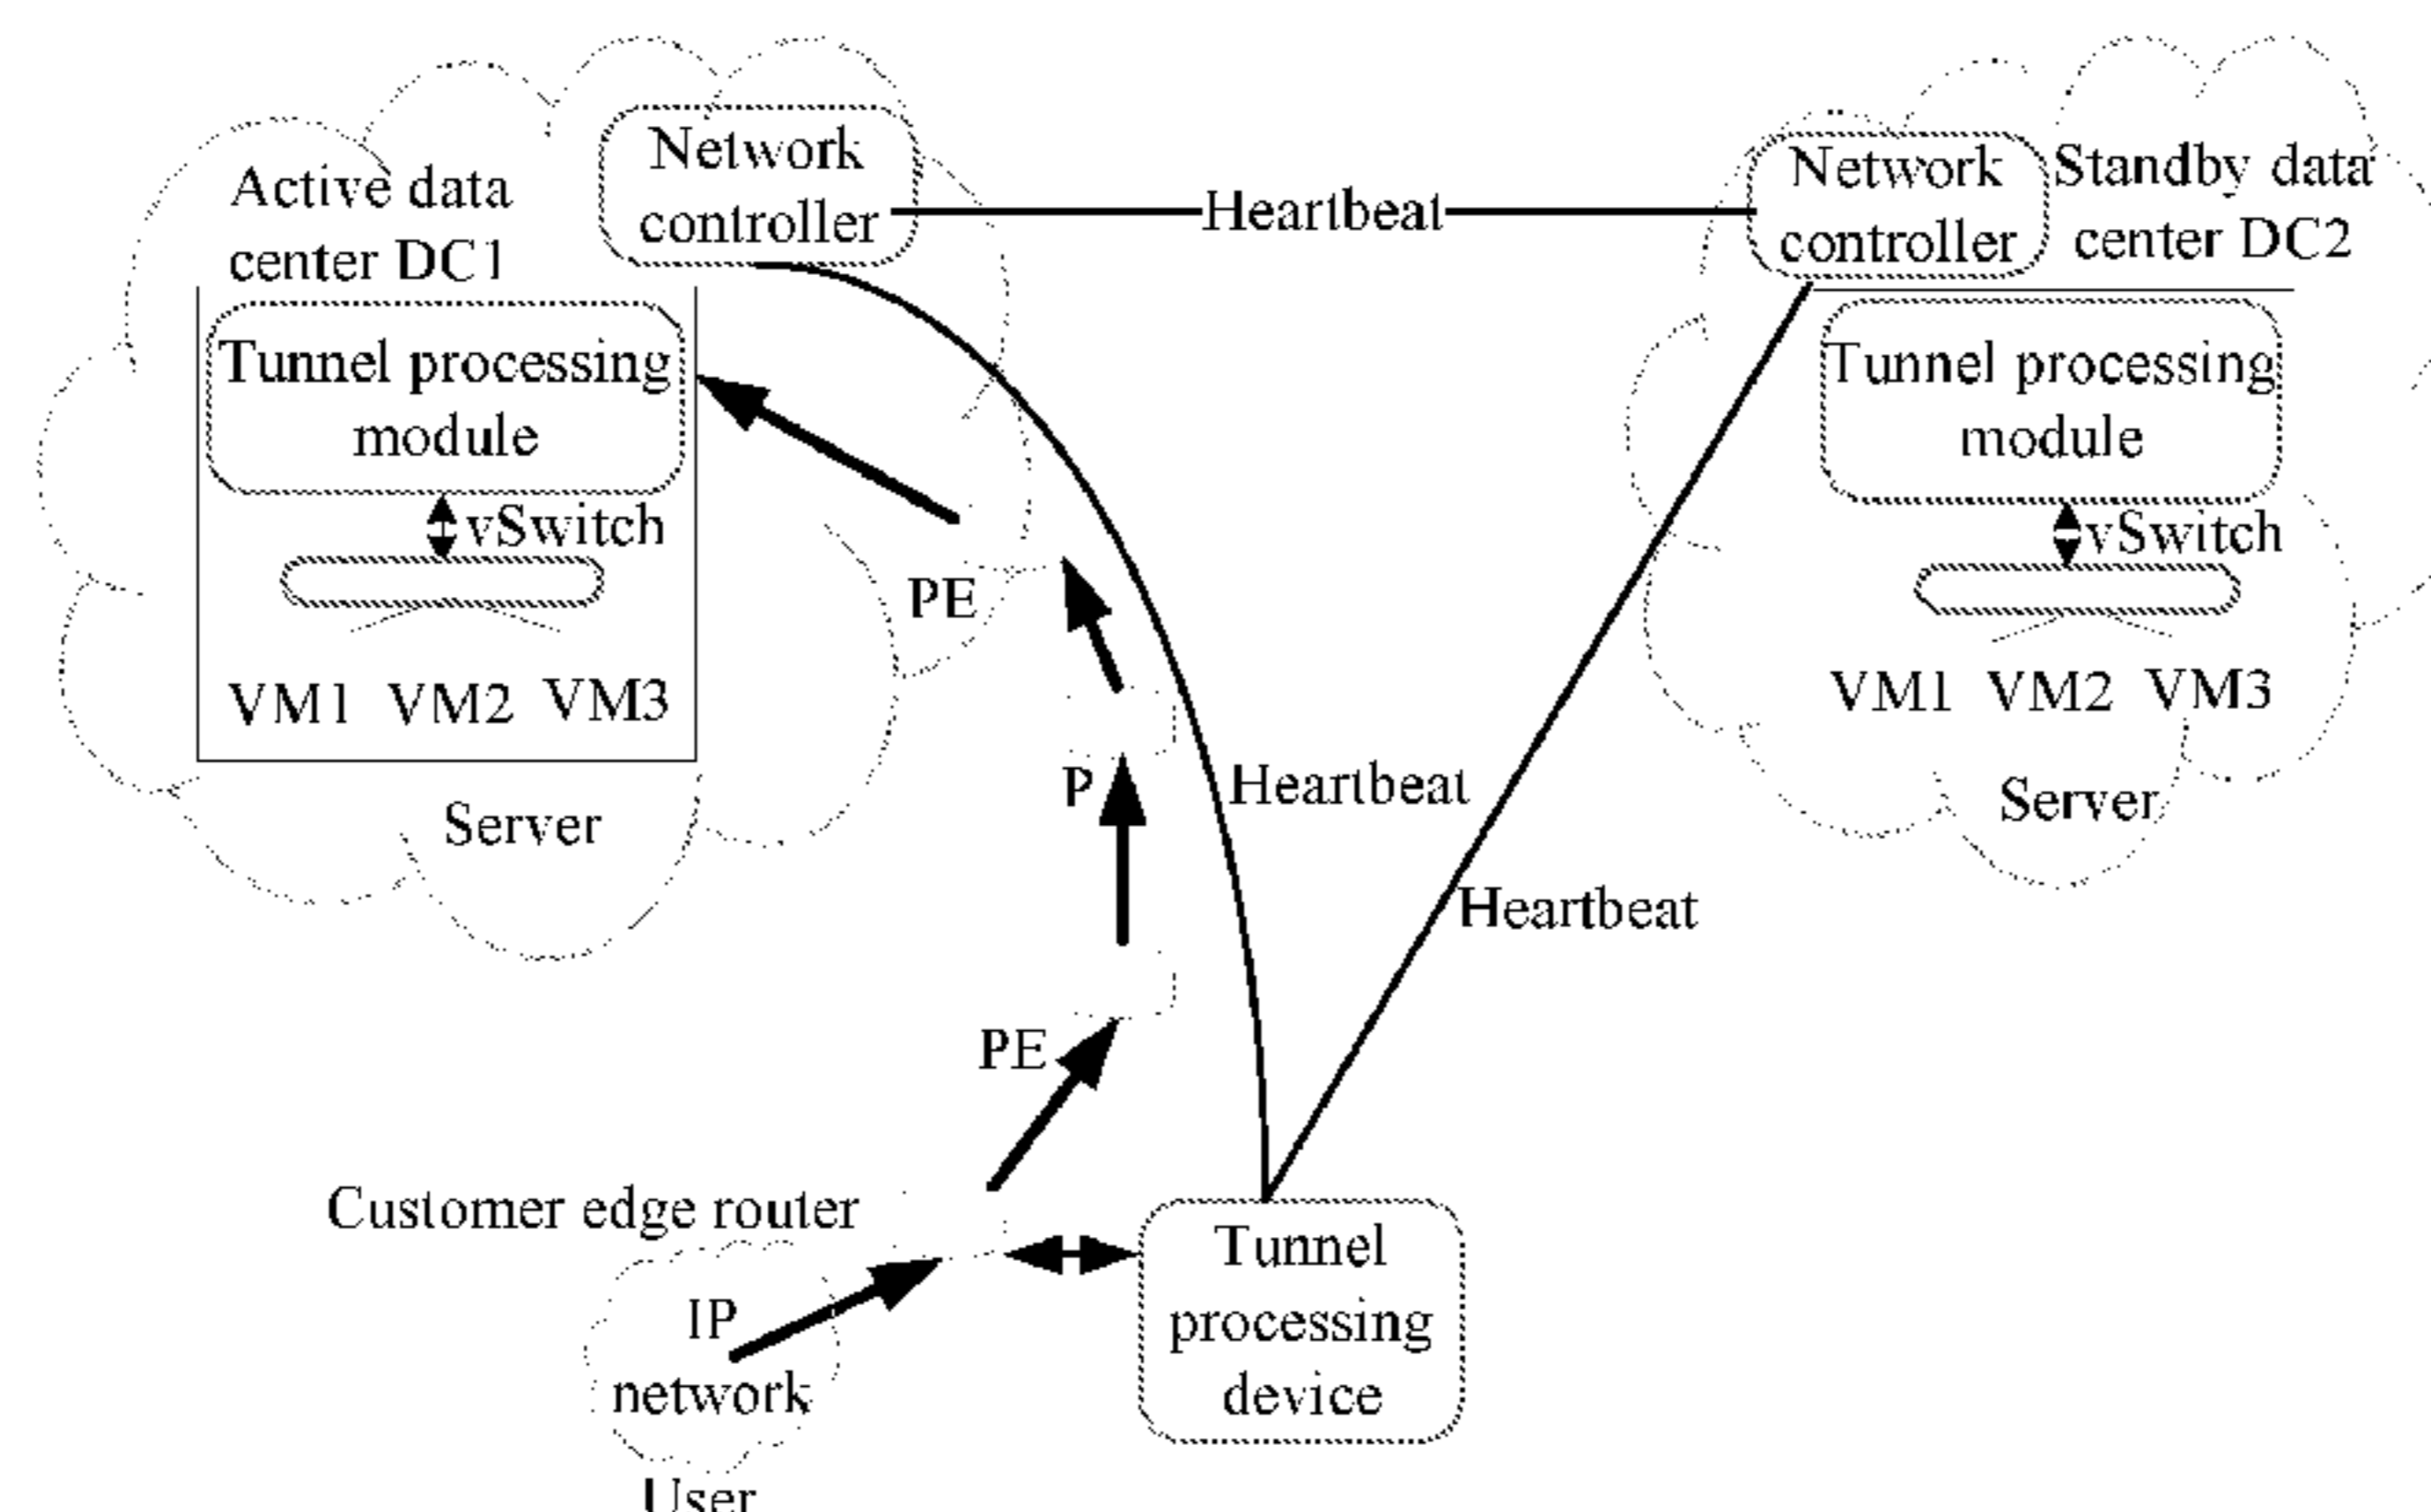 Active data
center DC1
Network
controller
Heartbeat
Network
controller
Standby data
center DC2
Tunnel processing
module
vSwitch
VM1 VM2 VM3
Server
Tunnel processing
module
vSwitch
VM1 VM2 VM3
Server
PE
P
Heartbeat
Heartbeat
PE
Customer edge router
IP
network
User
Tunnel
processing
device